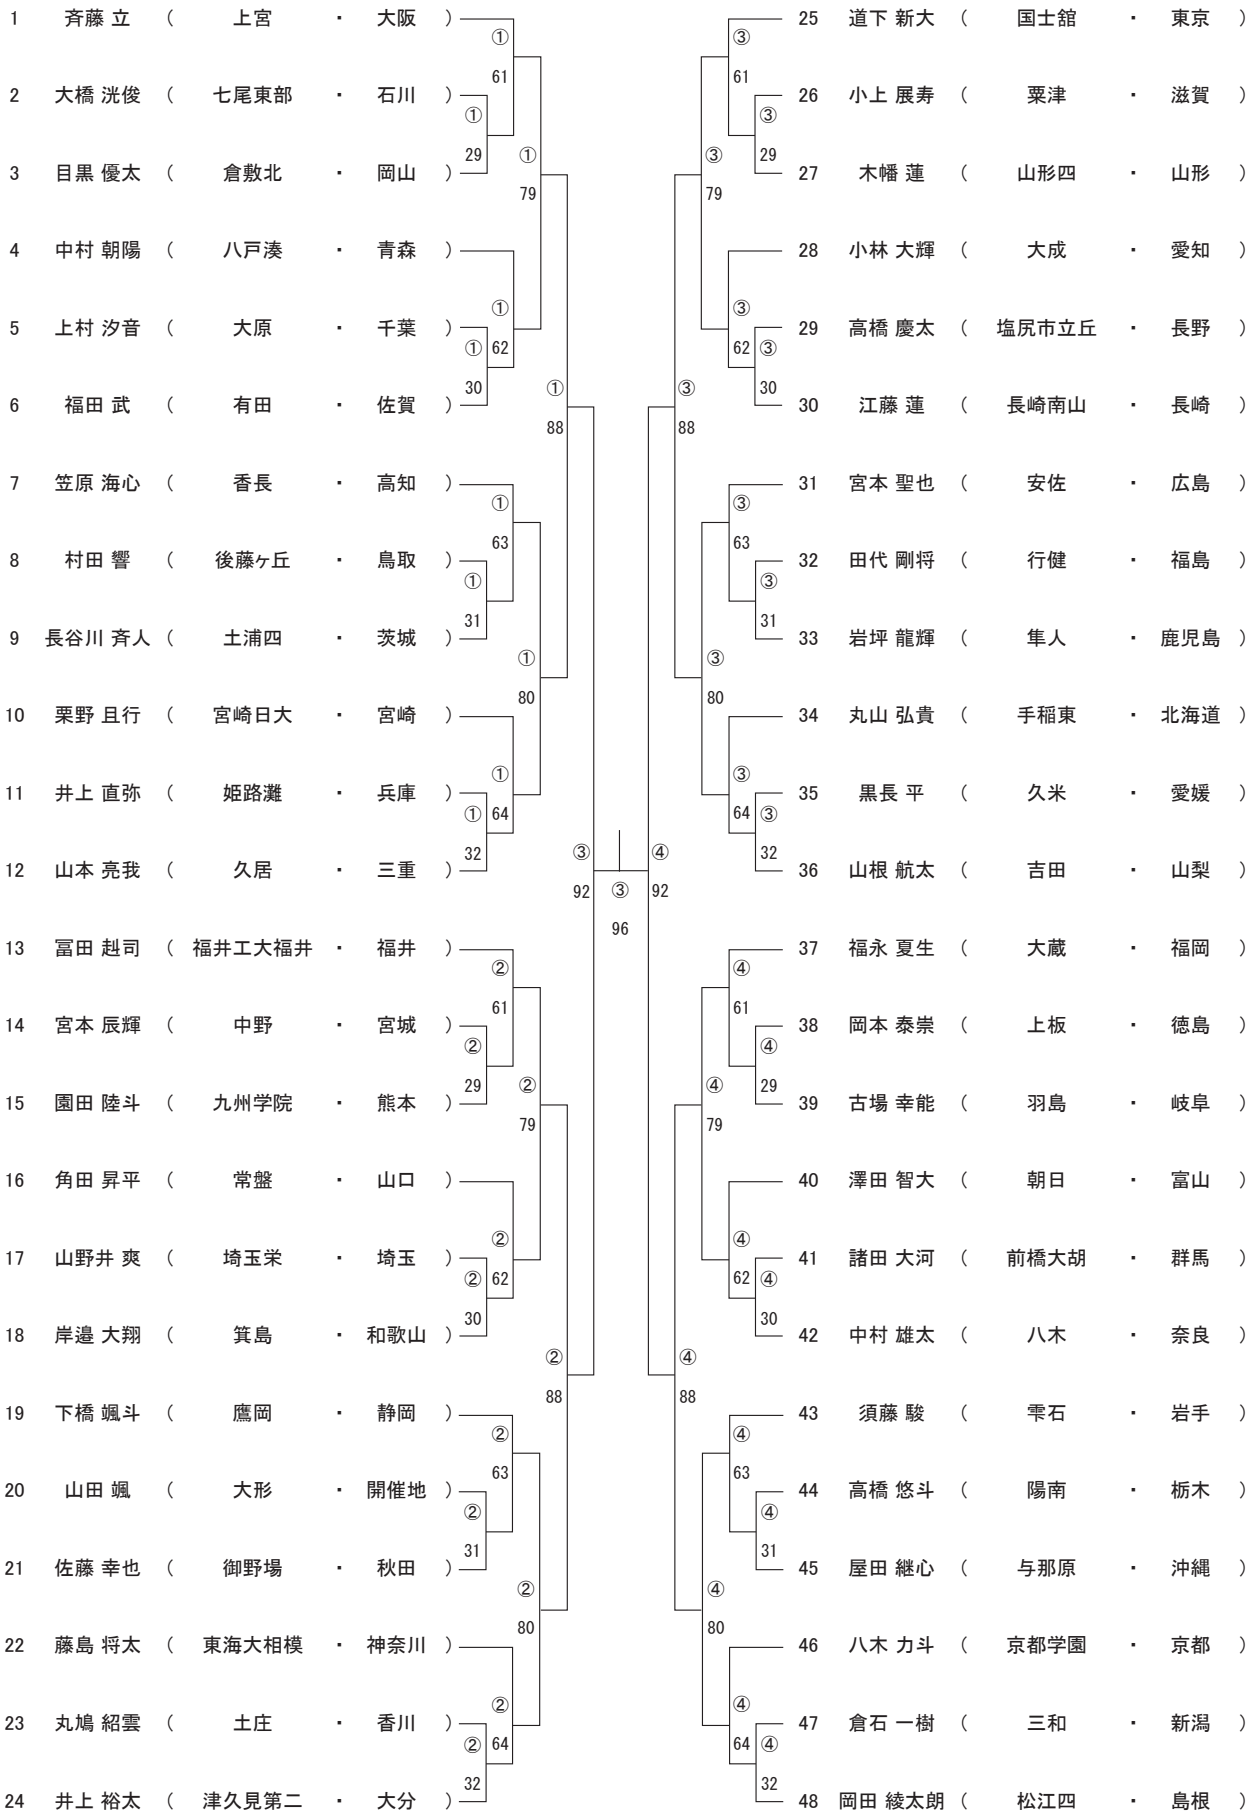 1 斉藤 立 （ 上宮 ・ 大阪 ）
2 大橋 洸俊 （ 七尾東部 ・ 石川 ）
3 目黒 優太 （ 倉敷北 ・ 岡山 ）
4 中村 朝陽 （ 八戸湊 ・ 青森 ）
5 上村 汐音 （ 大原 ・ 千葉 ）
6 福田 武 （ 有田 ・ 佐賀 ）
7 笠原 海心 （ 香長 ・ 高知 ）
8 村田 響 （ 後藤ヶ丘 ・ 鳥取 ）
9 長谷川 斉人 （ 土浦四 ・ 茨城 ）
10 栗野 且行 （ 宮崎日大 ・ 宮崎 ）
11 井上 直弥 （ 姫路灘 ・ 兵庫 ）
12 山本 亮我 （ 久居 ・ 三重 ）
13 冨田 赳司 （ 福井工大福井 ・ 福井 ）
14 宮本 辰輝 （ 中野 ・ 宮城 ）
15 園田 陸斗 （ 九州学院 ・ 熊本 ）
16 角田 昇平 （ 常盤 ・ 山口 ）
17 山野井 爽 （ 埼玉栄 ・ 埼玉 ）
18 岸邉 大翔 （ 箕島 ・ 和歌山 ）
19 下橋 颯斗 （ 鷹岡 ・ 静岡 ）
20 山田 颯 （ 大形 ・ 開催地 ）
21 佐藤 幸也 （ 御野場 ・ 秋田 ）
22 藤島 将太 （ 東海大相模 ・ 神奈川 ）
23 丸鳩 紹雲 （ 土庄 ・ 香川 ）
24 井上 裕太 （ 津久見第二 ・ 大分 ）
① 61
① 29
① 79
① 62
① 30
① 88
① 63
① 31
① 80
① 64
① 32
③ 92
② 61
② 29
② 79
② 62
② 30
② 88
② 63
② 31
② 80
② 64
② 32
③ 96
④ 92
③ 61
③ 29
③ 79
③ 62
③ 30
③ 88
③ 63
③ 31
③ 80
③ 64
③ 32
④ 61
④ 29
④ 79
④ 62
④ 30
④ 88
④ 63
④ 31
④ 80
④ 64
④ 32
25 道下 新大 （ 国士舘 ・ 東京 ）
26 小上 展寿 （ 粟津 ・ 滋賀 ）
27 木幡 蓮 （ 山形四 ・ 山形 ）
28 小林 大輝 （ 大成 ・ 愛知 ）
29 高橋 慶太 （ 塩尻市立丘 ・ 長野 ）
30 江藤 蓮 （ 長崎南山 ・ 長崎 ）
31 宮本 聖也 （ 安佐 ・ 広島 ）
32 田代 剛将 （ 行健 ・ 福島 ）
33 岩坪 龍輝 （ 隼人 ・ 鹿児島 ）
34 丸山 弘貴 （ 手稲東 ・ 北海道 ）
35 黒長 平 （ 久米 ・ 愛媛 ）
36 山根 航太 （ 吉田 ・ 山梨 ）
37 福永 夏生 （ 大蔵 ・ 福岡 ）
38 岡本 泰崇 （ 上板 ・ 徳島 ）
39 古場 幸能 （ 羽島 ・ 岐阜 ）
40 澤田 智大 （ 朝日 ・ 富山 ）
41 諸田 大河 （ 前橋大胡 ・ 群馬 ）
42 中村 雄太 （ 八木 ・ 奈良 ）
43 須藤 駿 （ 雫石 ・ 岩手 ）
44 高橋 悠斗 （ 陽南 ・ 栃木 ）
45 屋田 継心 （ 与那原 ・ 沖縄 ）
46 八木 力斗 （ 京都学園 ・ 京都 ）
47 倉石 一樹 （ 三和 ・ 新潟 ）
48 岡田 綾太朗 （ 松江四 ・ 島根 ）